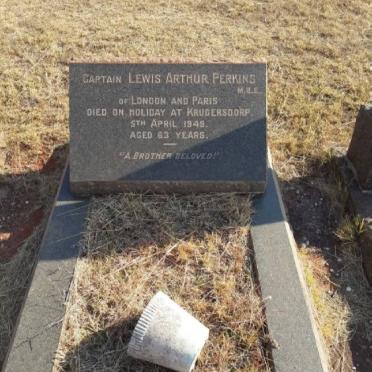 CAPTAIN LEWIS ARTHUR PERKINS
M.B.E.
OF LONDON AND PARIS
DIED ON HOLIDAY AT KRUGERSDORP.
5TH APRIL 1949.
AGED 63 YEARS.
"A BROTHER BELOVED!"